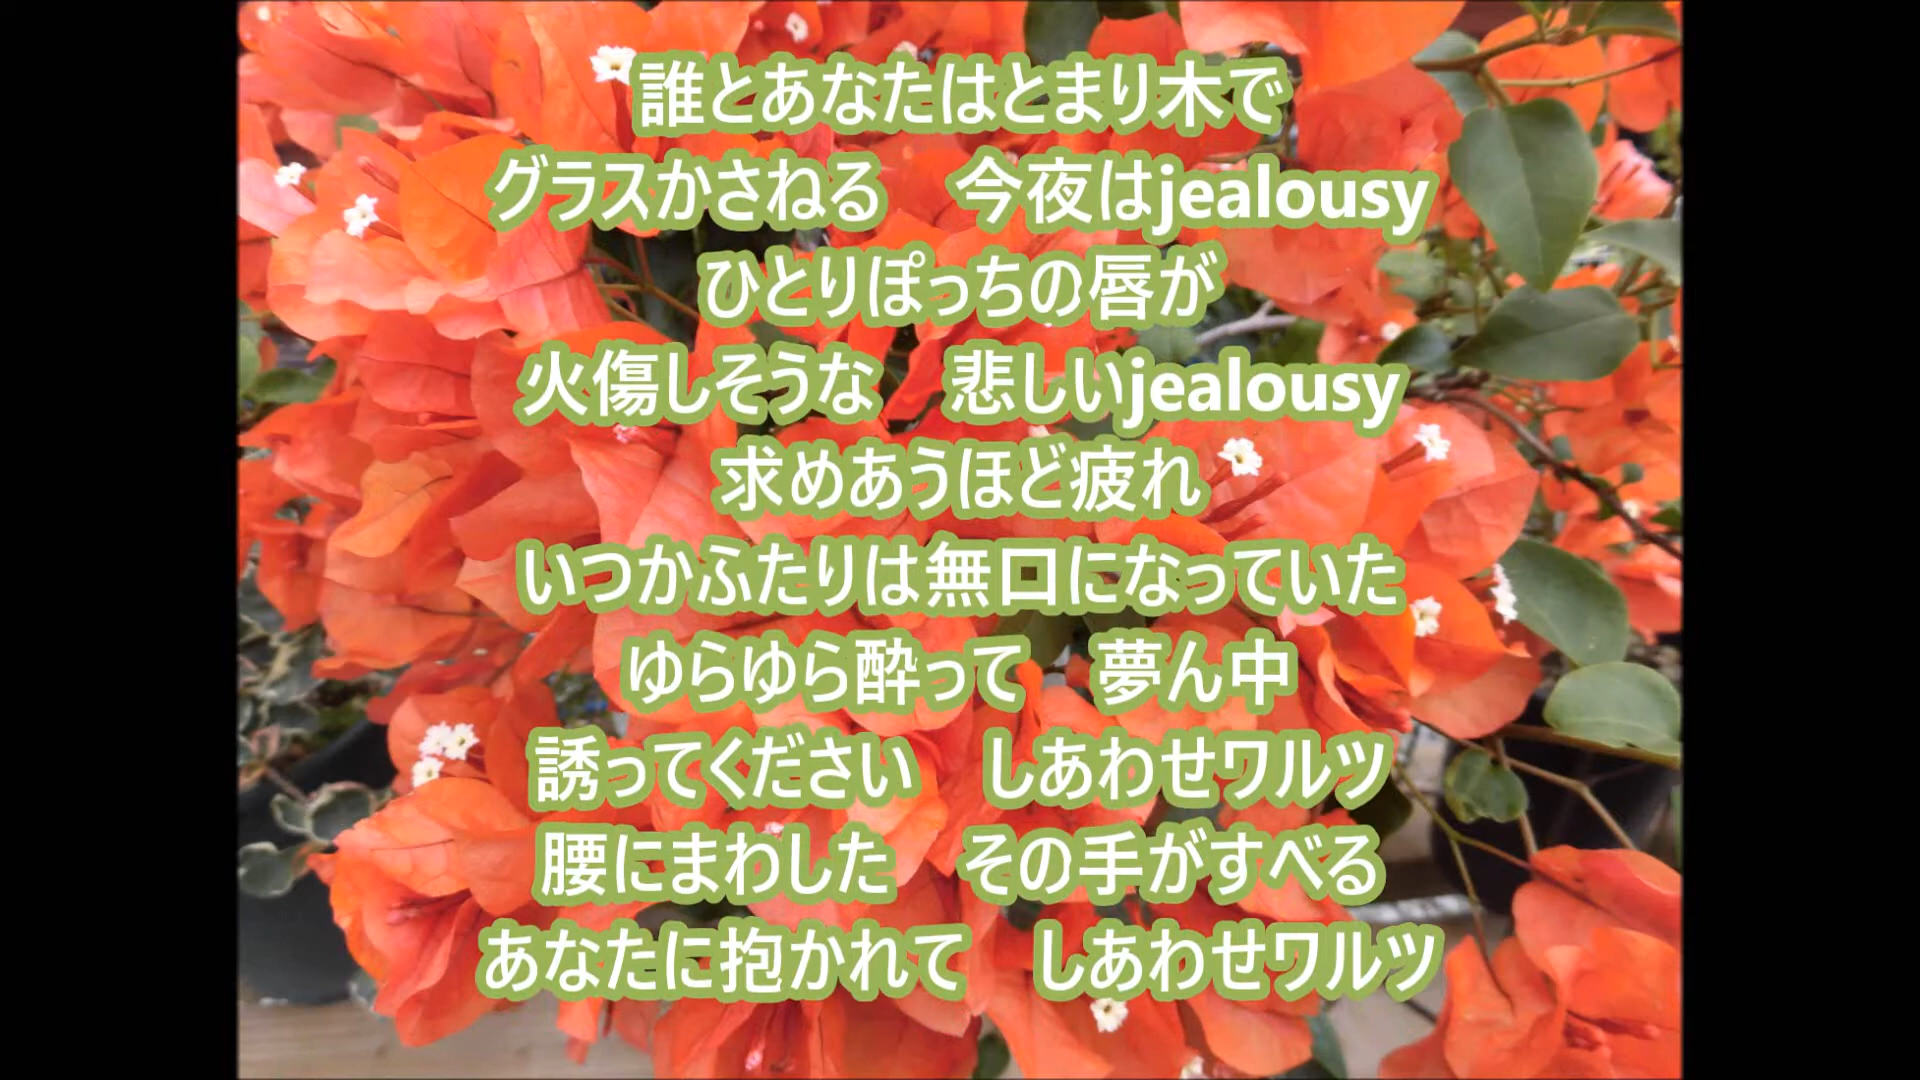 誰とあなたはとまり木で
グラスかさねる　今夜はjealousy
ひとりぽっちの唇が
火傷しそうな　悲しいjealousy
求めあうほど疲れ
いつかふたりは無口になっていた
ゆらゆら酔って　夢ん中
誘ってください　しあわせワルツ
腰にまわした　その手がすべる
あなたに抱かれて　しあわせワルツ